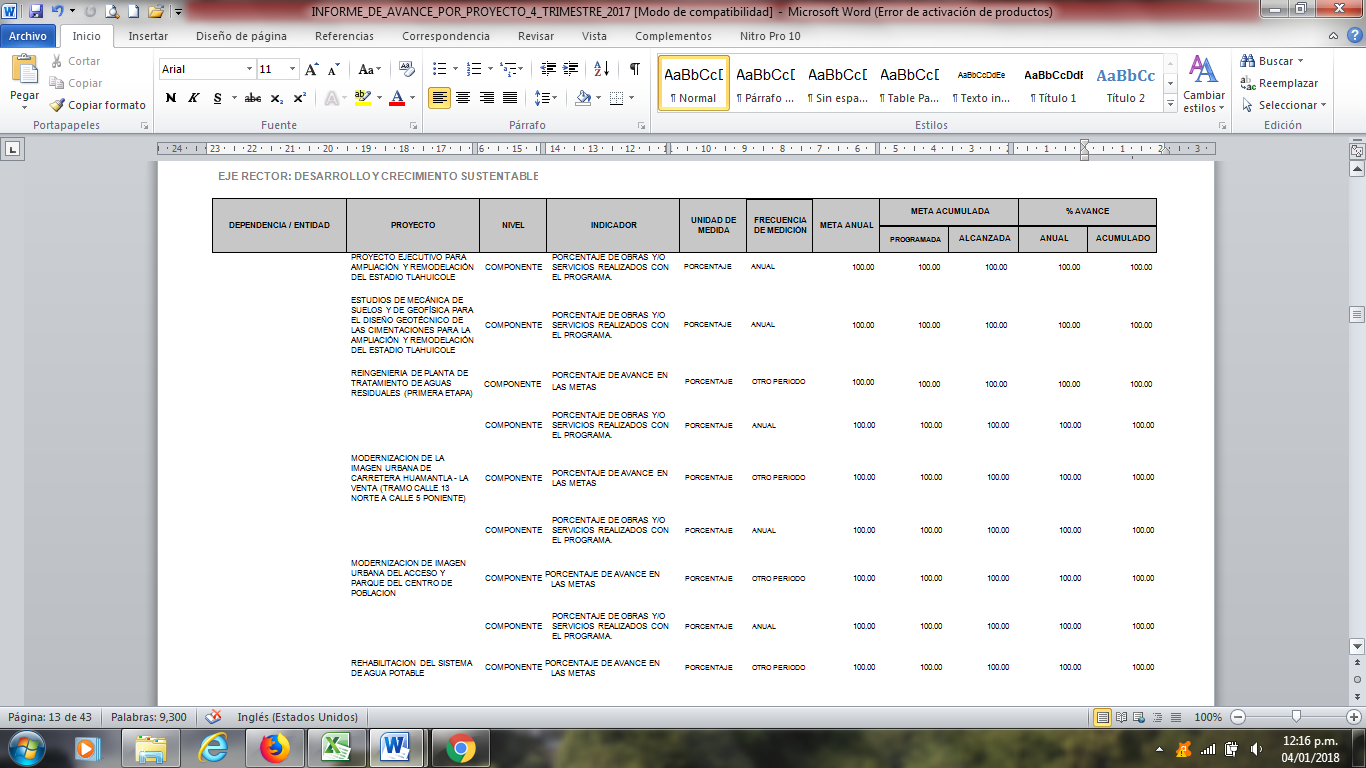 INFORME_DE_AVANCE_POR_PROYECTO_4_TRIMESTRE_2017 [Modo de compatibilidad] - Microsoft Word (Error de activación de productos)
Archivo Inicio Insertar Diseño de página Referencias Correspondencia Revisar Vista Complementos Nitro Pro 10
Pegar
Cortar
Copiar
Copiar formato
Portapapeles
Arial 11
N K S abc x₂ x²
Fuente
Párrafo
AaBbCcI AaBbCcI AaBbCcI AaBbCcI AaBbCcDdEe AaBbCcDdE AaBbCc
¶ Normal ¶ Párrafo ... ¶ Sin espa... ¶ Table Pa... ¶ Texto in... ¶ Título 1 Título 2
Cambiar
estilos
Estilos
Buscar
Reemplazar
Seleccionar
Edición
EJE RECTOR: DESARROLLO Y CRECIMIENTO SUSTENTABLE
DEPENDENCIA / ENTIDAD PROYECTO NIVEL INDICADOR UNIDAD DE MEDIDA FRECUENCIA DE MEDICIÓN META ANUAL META ACUMULADA % AVANCE
PROGRAMADA ALCANZADA ANUAL ACUMULADO
PROYECTO EJECUTIVO PARA
AMPLIACIÓN Y REMODELACIÓN
DEL ESTADIO TLAHUICOLE
COMPONENTE
PORCENTAJE DE OBRAS Y/O
SERVICIOS REALIZADOS CON
EL PROGRAMA.
PORCENTAJE ANUAL 100.00 100.00 100.00 100.00 100.00
ESTUDIOS DE MECÁNICA DE
SUELOS Y DE GEOFÍSICA PARA
EL DISEÑO GEOTÉCNICO DE
LAS CIMENTACIONES PARA LA
AMPLIACIÓN Y REMODELACIÓN
DEL ESTADIO TLAHUICOLE
COMPONENTE
PORCENTAJE DE OBRAS Y/O
SERVICIOS REALIZADOS CON
EL PROGRAMA.
PORCENTAJE ANUAL 100.00 100.00 100.00 100.00 100.00
REINGENIERIA DE PLANTA DE
TRATAMIENTO DE AGUAS
RESIDUALES (PRIMERA ETAPA)
COMPONENTE
PORCENTAJE DE AVANCE EN
LAS METAS
PORCENTAJE OTRO PERIODO 100.00 100.00 100.00 100.00 100.00
COMPONENTE
PORCENTAJE DE OBRAS Y/O
SERVICIOS REALIZADOS CON
EL PROGRAMA.
PORCENTAJE ANUAL 100.00 100.00 100.00 100.00 100.00
MODERNIZACION DE LA
IMAGEN URBANA DE
CARRETERA HUAMANTLA - LA
VENTA (TRAMO CALLE 13
NORTE A CALLE 5 PONIENTE)
COMPONENTE
PORCENTAJE DE AVANCE EN
LAS METAS
PORCENTAJE OTRO PERIODO 100.00 100.00 100.00 100.00 100.00
COMPONENTE
PORCENTAJE DE OBRAS Y/O
SERVICIOS REALIZADOS CON
EL PROGRAMA.
PORCENTAJE ANUAL 100.00 100.00 100.00 100.00 100.00
MODERNIZACION DE IMAGEN
URBANA DEL ACCESO Y
PARQUE DEL CENTRO DE
POBLACION
COMPONENTE
PORCENTAJE DE AVANCE EN
LAS METAS
PORCENTAJE OTRO PERIODO 100.00 100.00 100.00 100.00 100.00
COMPONENTE
PORCENTAJE DE OBRAS Y/O
SERVICIOS REALIZADOS CON
EL PROGRAMA.
PORCENTAJE ANUAL 100.00 100.00 100.00 100.00 100.00
REHABILITACION DEL SISTEMA
DE AGUA POTABLE
COMPONENTE
PORCENTAJE DE AVANCE EN
LAS METAS
PORCENTAJE OTRO PERIODO 100.00 100.00 100.00 100.00 100.00
Página: 13 de 43 Palabras: 9,300 Inglés (Estados Unidos) 100%
12:16 p.m.
04/01/2018